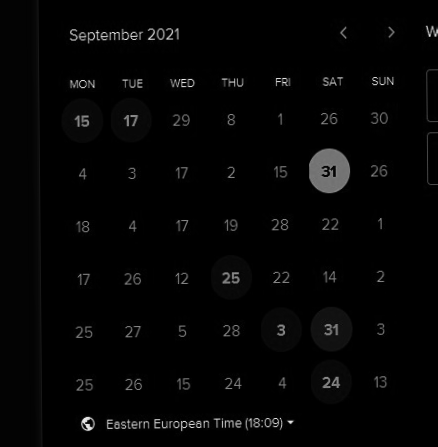 September 2021
W
MON TUE WED THU FRI SAT SUN
15 17 29 8 1 26 30
4 3 17 2 15 31 26
18 4 17 19 28 22 1
17 26 12 25 22 14 2
25 27 5 28 3 31 3
25 26 15 24 4 24 13
Eastern European Time (18:09)